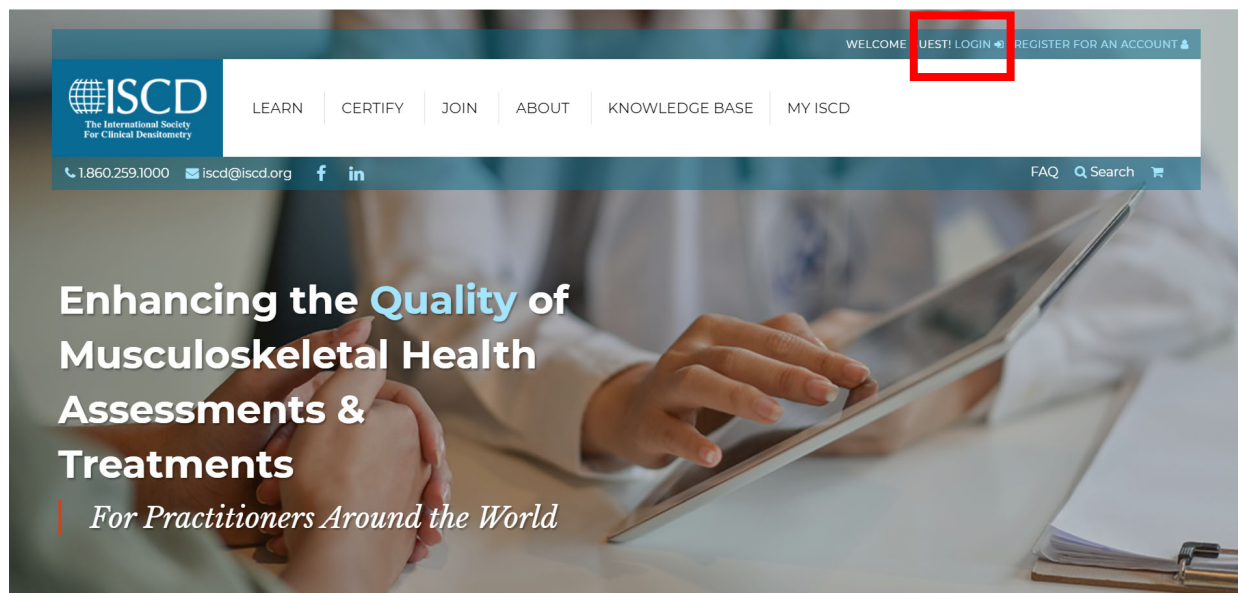 WELCOME UEST! LOGIN REGISTER FOR AN ACCOUNT
ISCD
The International Society
For Clinical Densitometry
LEARN CERTIFY JOIN ABOUT KNOWLEDGE BASE MY ISCD
1.860.259.1000 iscd@iscd.org f in
FAQ Search
Enhancing the Quality of
Musculoskeletal Health
Assessments &
Treatments
For Practitioners Around the World